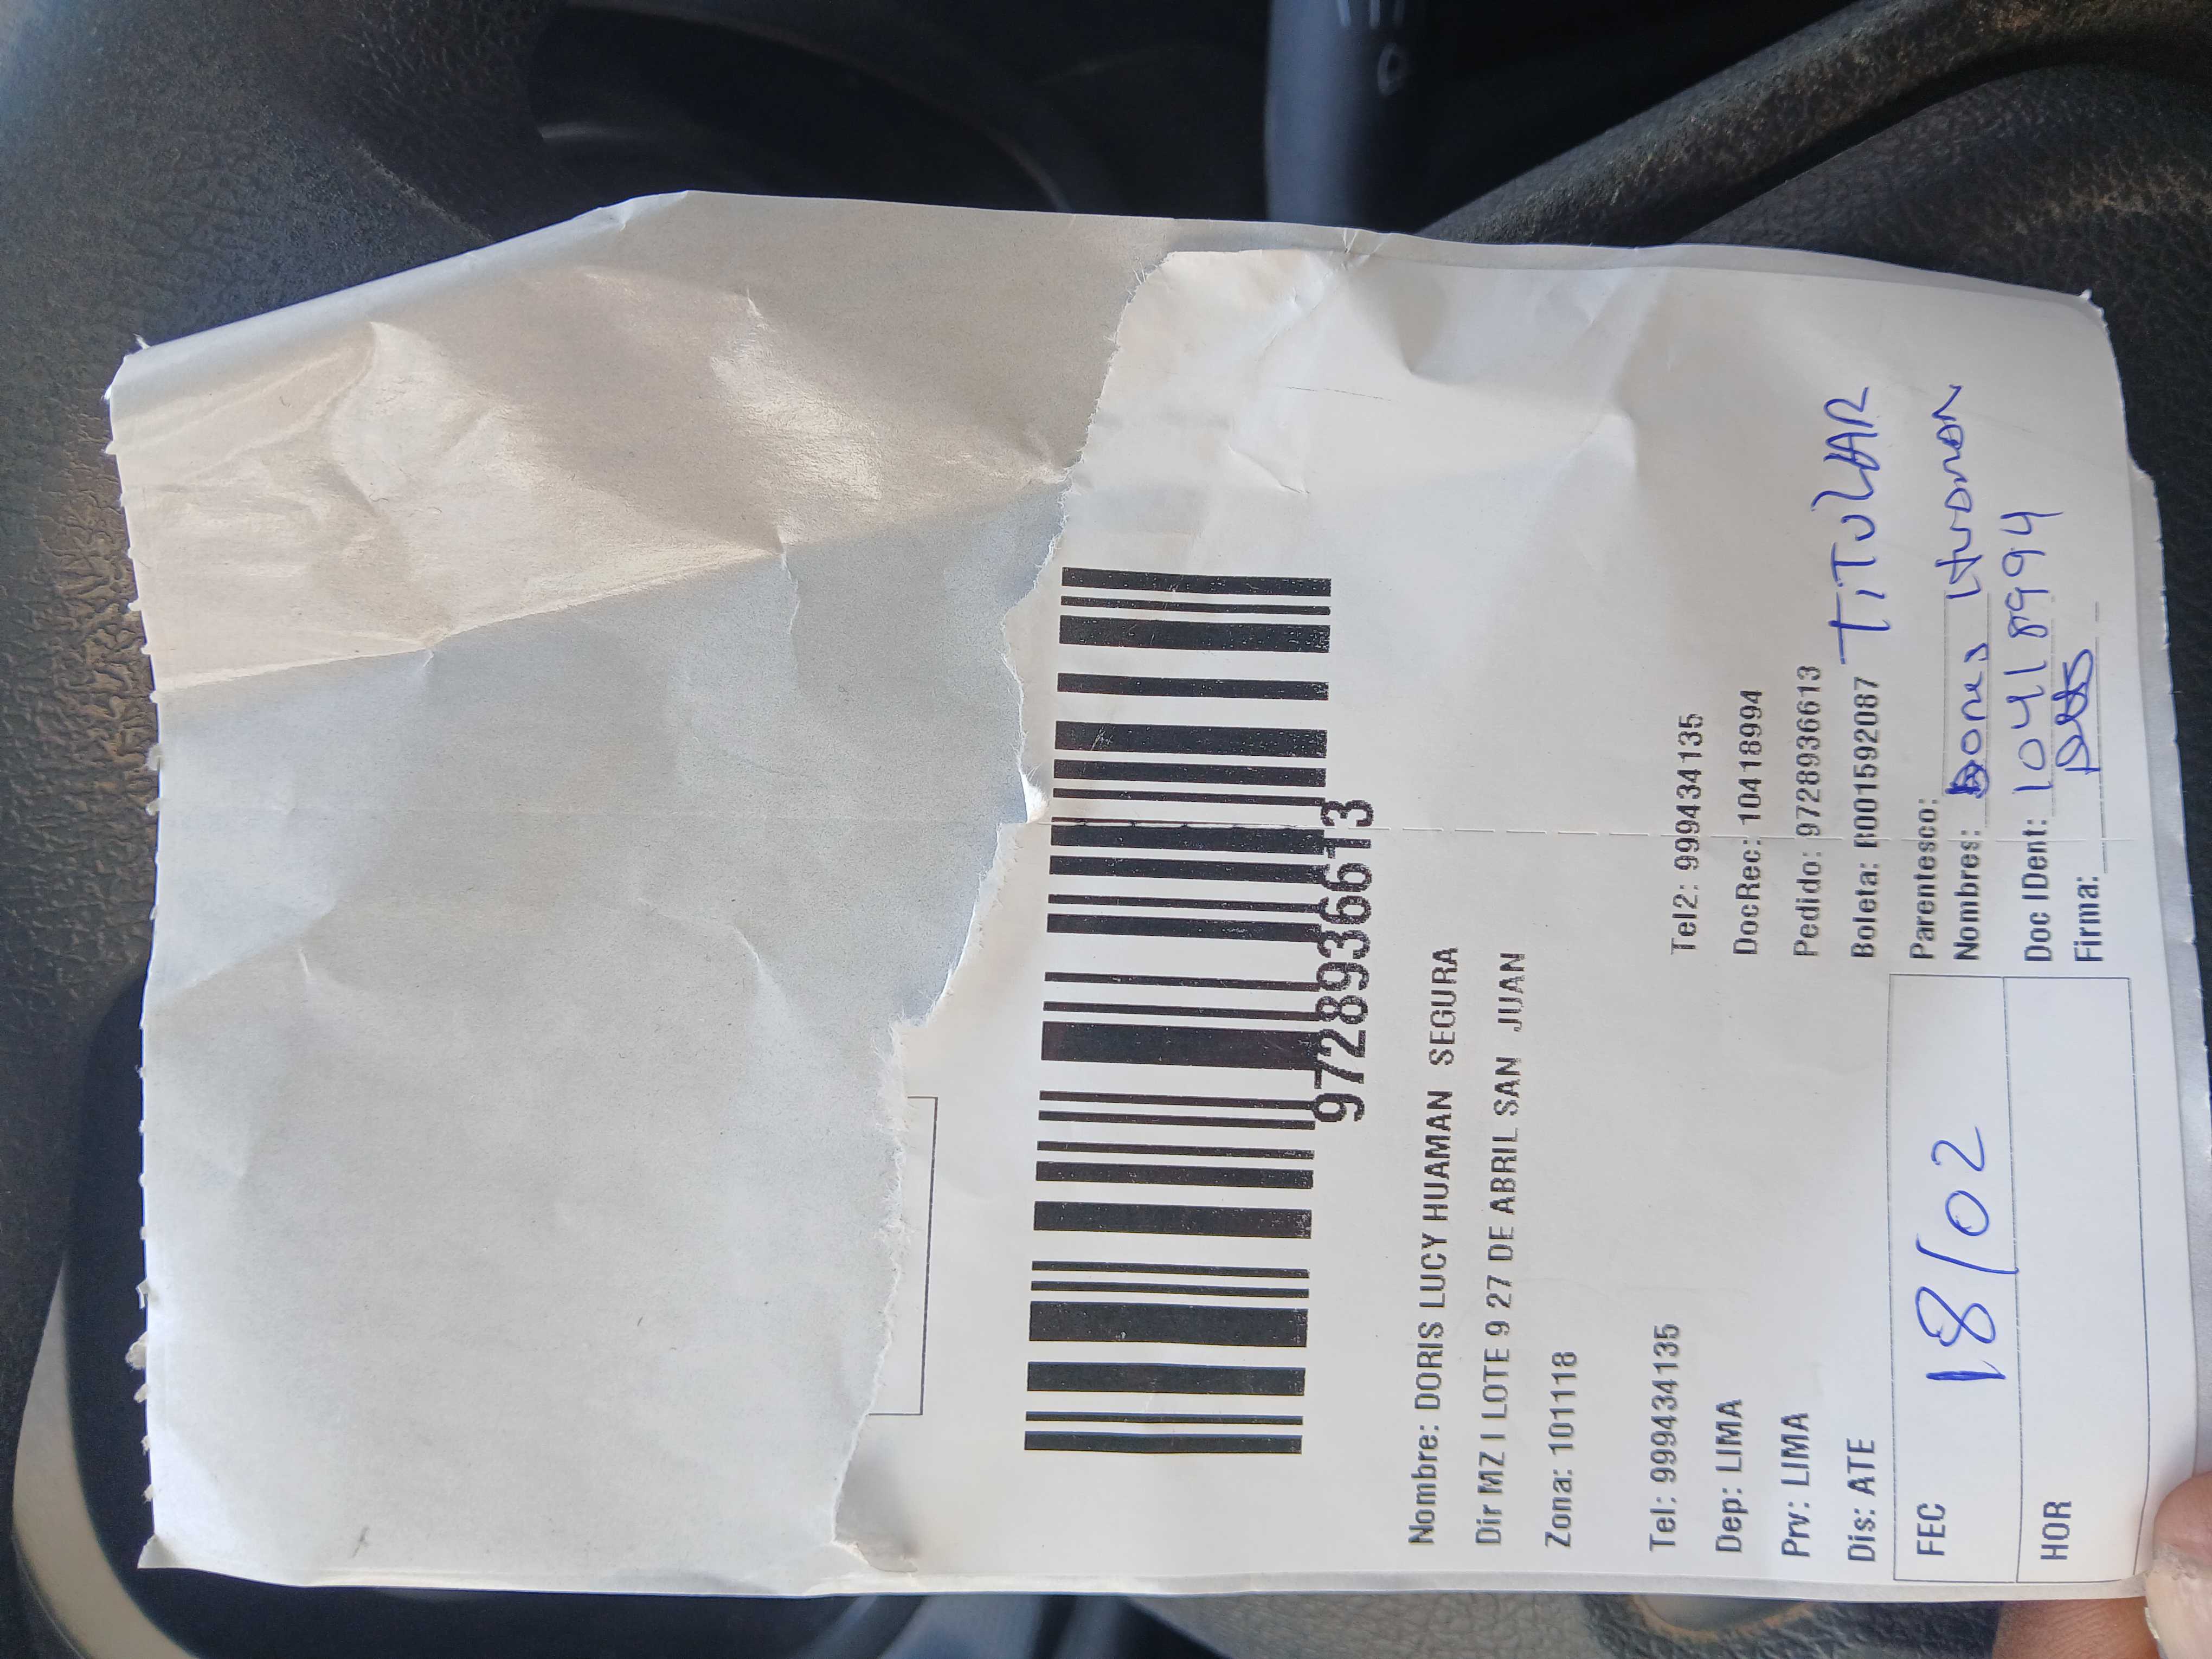 9728936613
Nombre: DORIS LUCY HUAMAN SEGURA
Dir MZ I LOTE 9 27 DE ABRIL SAN JUAN
Zona: 101118
Tel: 999434135 Tel2: 999434135
Dep: LIMA DocRec: 10418994
Prv: LIMA Pedido: 9728936613
Dis: ATE Boleta: B001592087 TITULAR
FEC 18/02 Parentesco:
Nombres: Doris Huaman
HOR Doc IDent: 10418994
Firma: